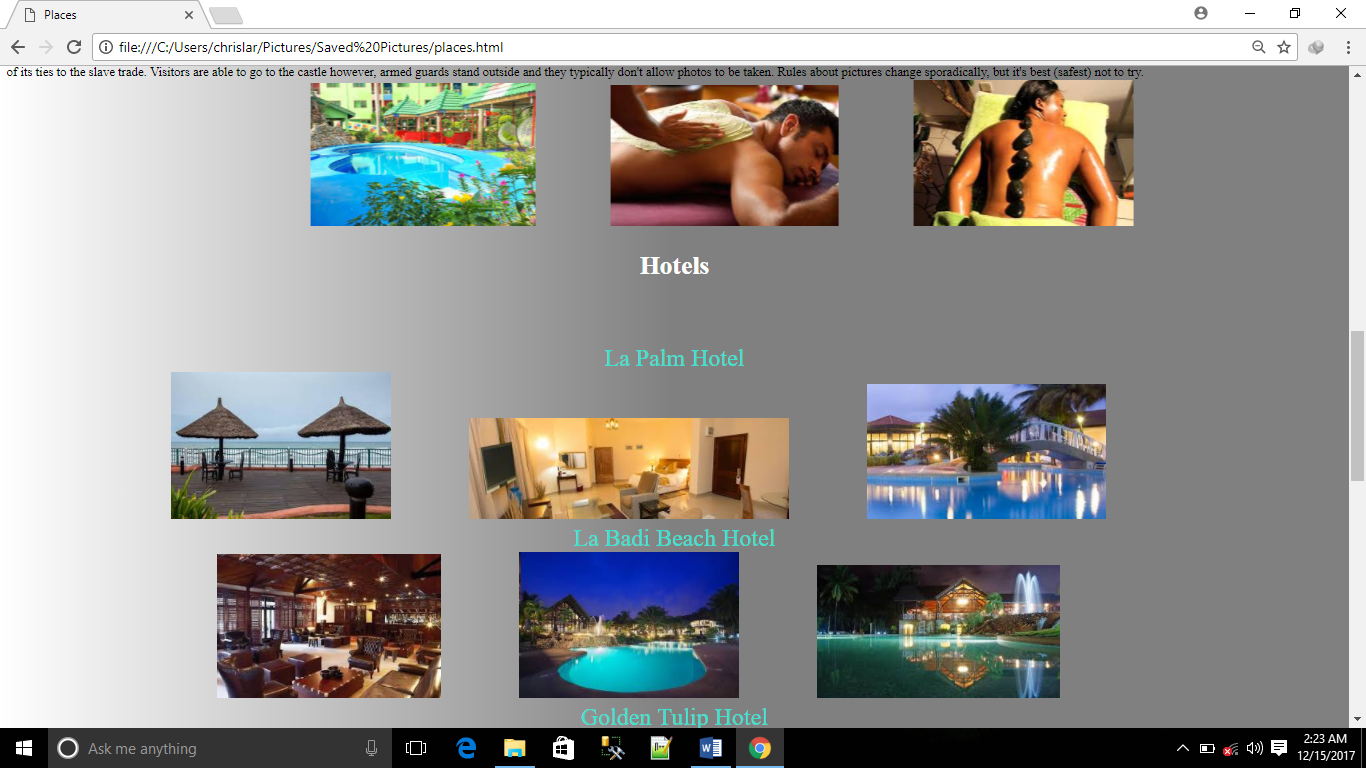 Places
file:///C:/Users/chrislar/Pictures/Saved%20Pictures/places.html
of its ties to the slave trade. Visitors are able to go to the castle however, armed guards stand outside and they typically don't allow photos to be taken. Rules about pictures change sporadically, but it's best (safest) not to try.
Hotels
La Palm Hotel
La Badi Beach Hotel
Golden Tulip Hotel
Ask me anything
2:23 AM
12/15/2017